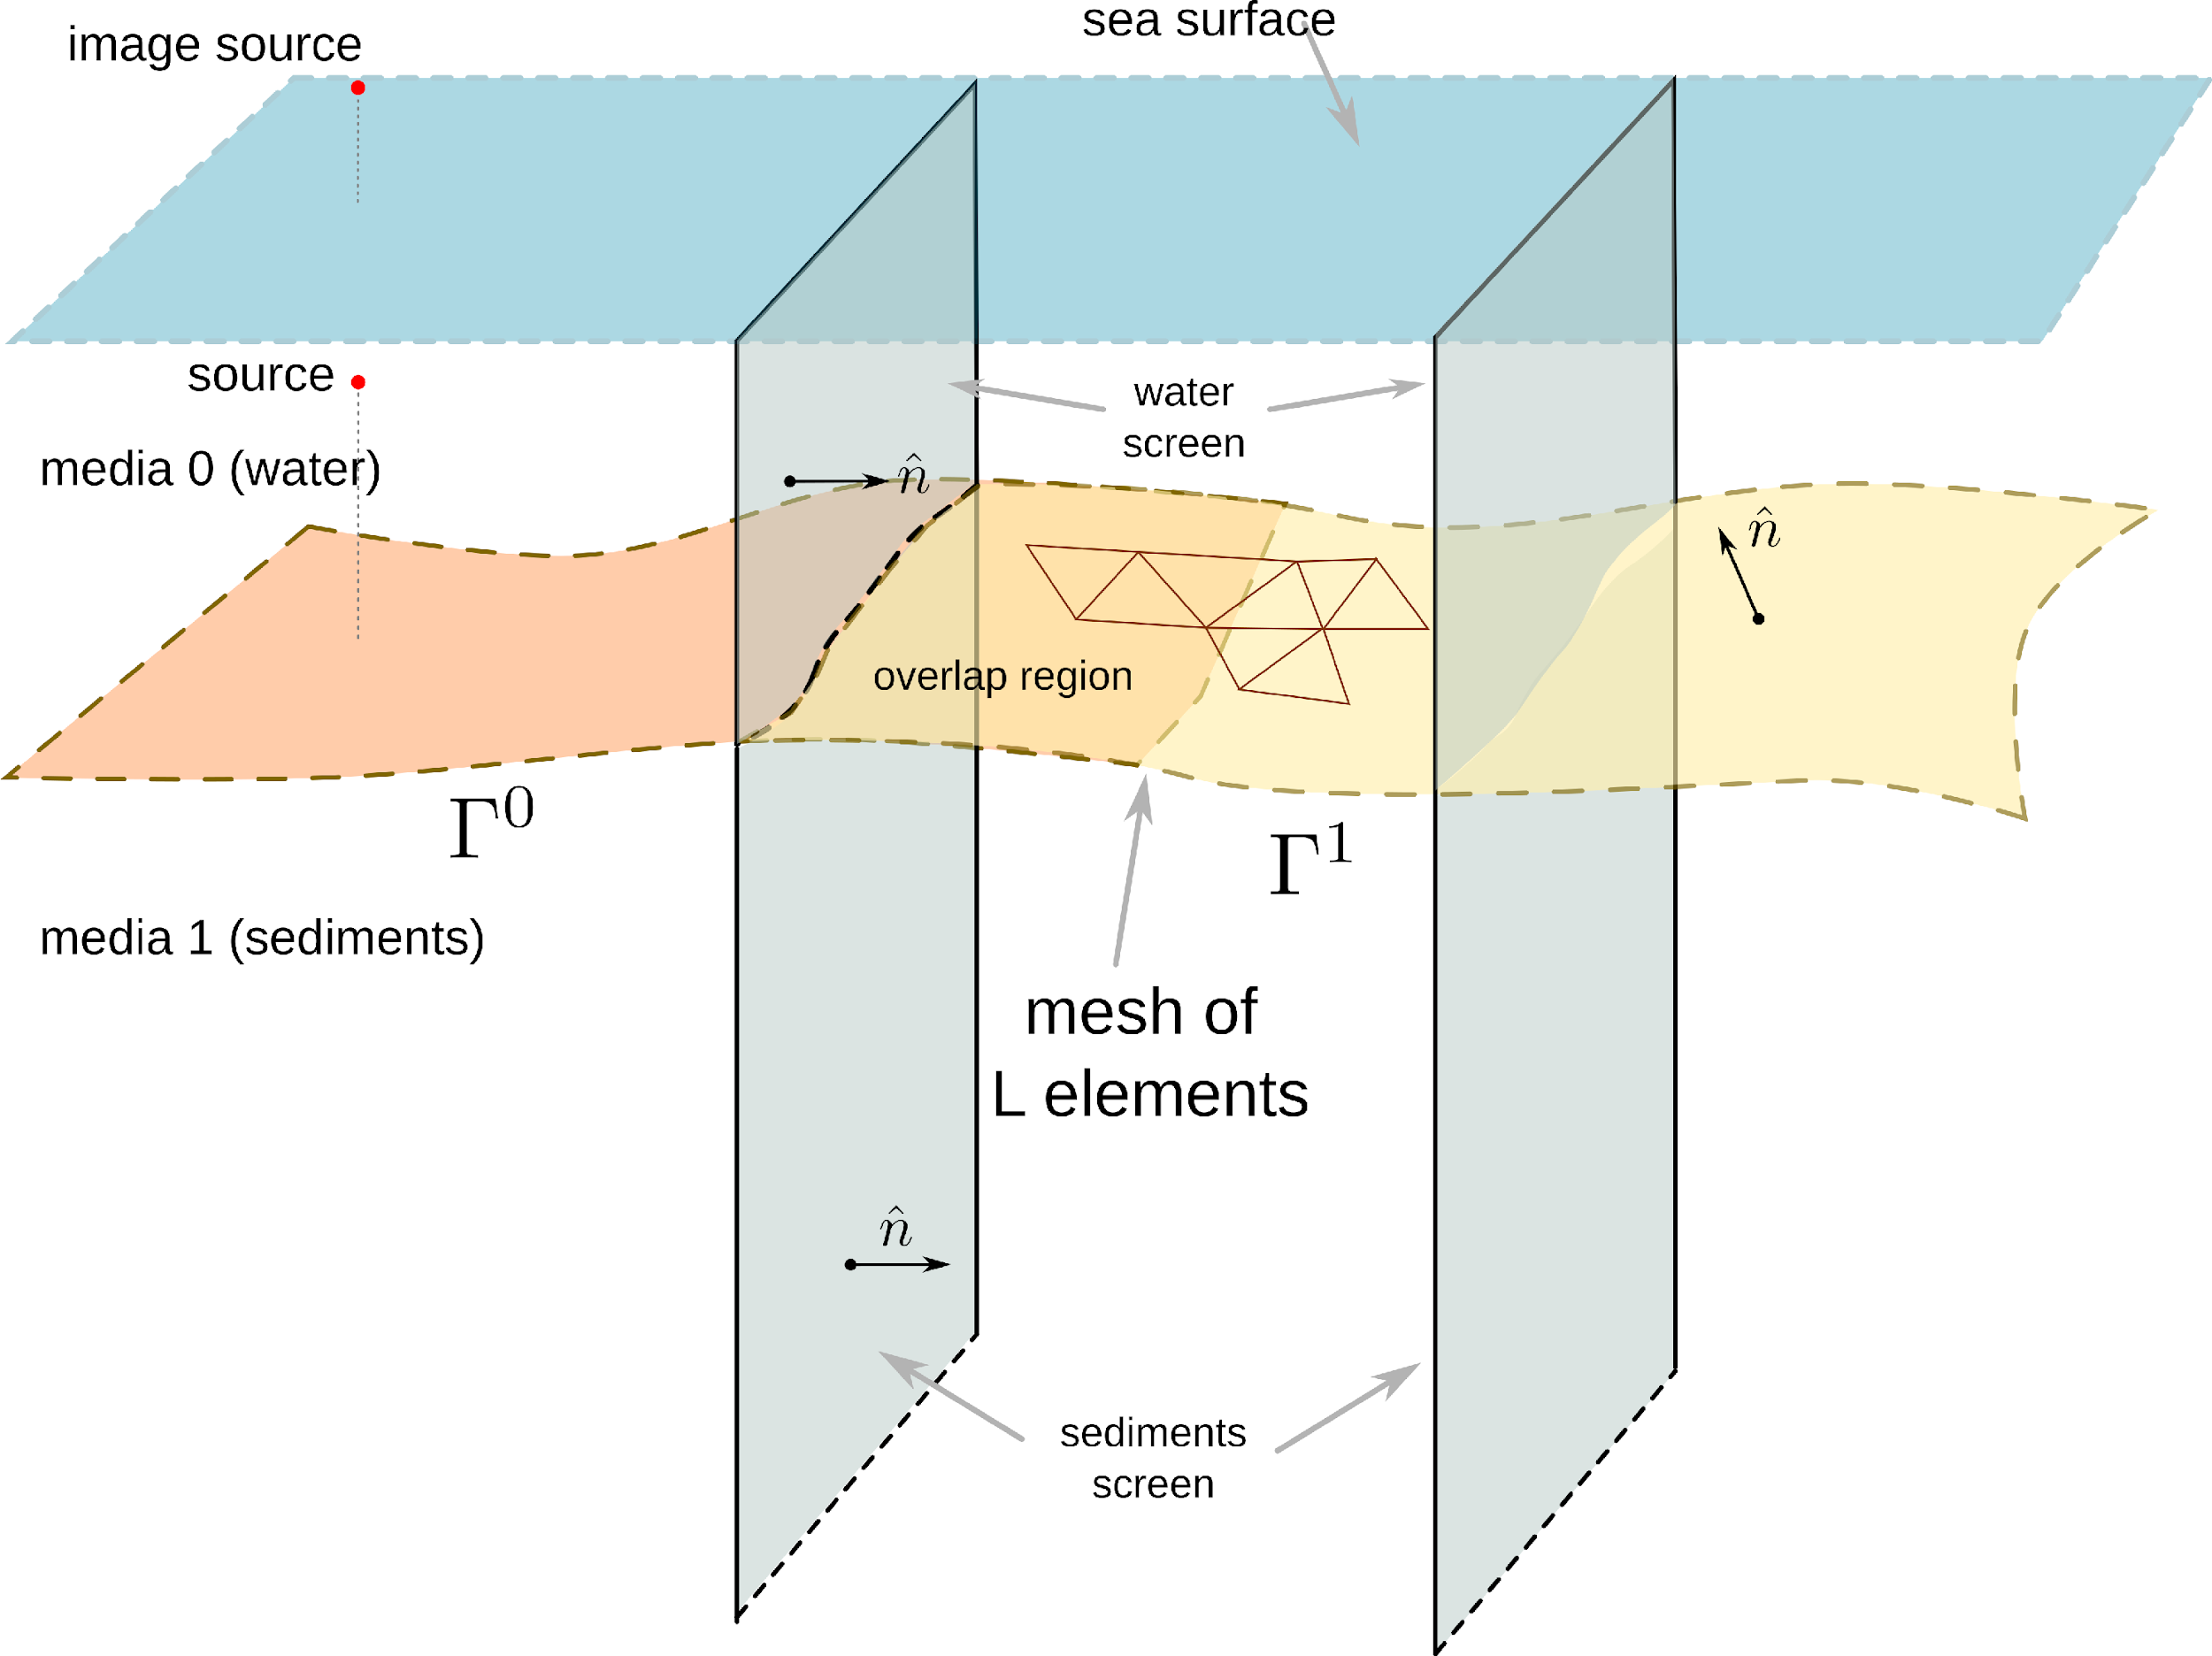 image source
sea surface
source
water
screen
media 0 (water)
n̂
n̂
overlap region
Γ⁰
Γ¹
media 1 (sediments)
mesh of
L elements
n̂
sediments
screen